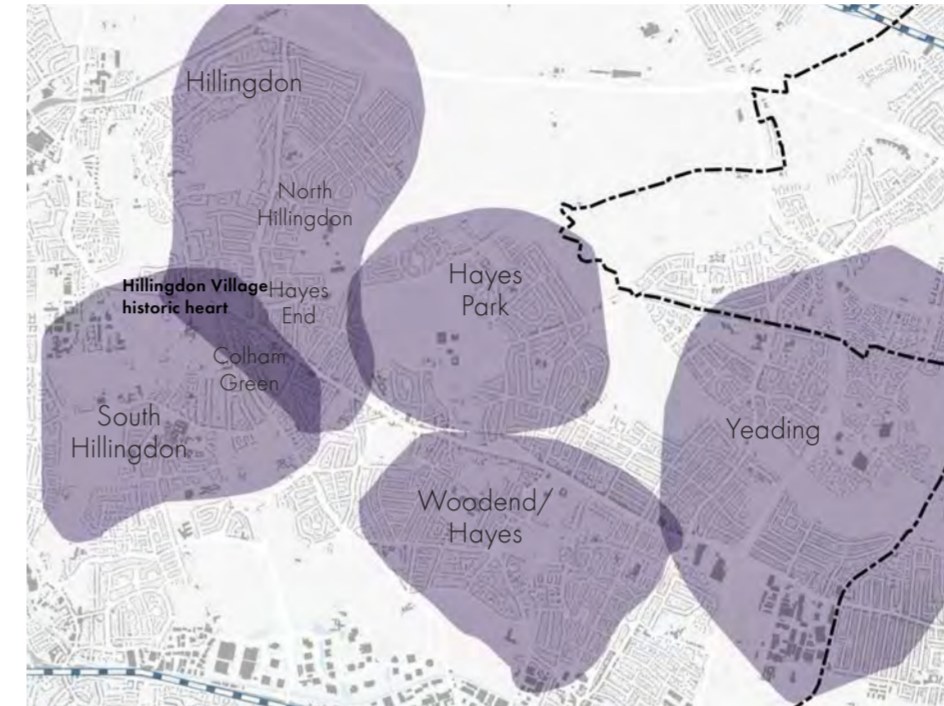 Hillingdon
North
Hillingdon
Hillingdon Village
historic heart
Hayes
End
Hayes
Park
Colham
Green
South
Hillingdon
Yeading
Woodend/
Hayes